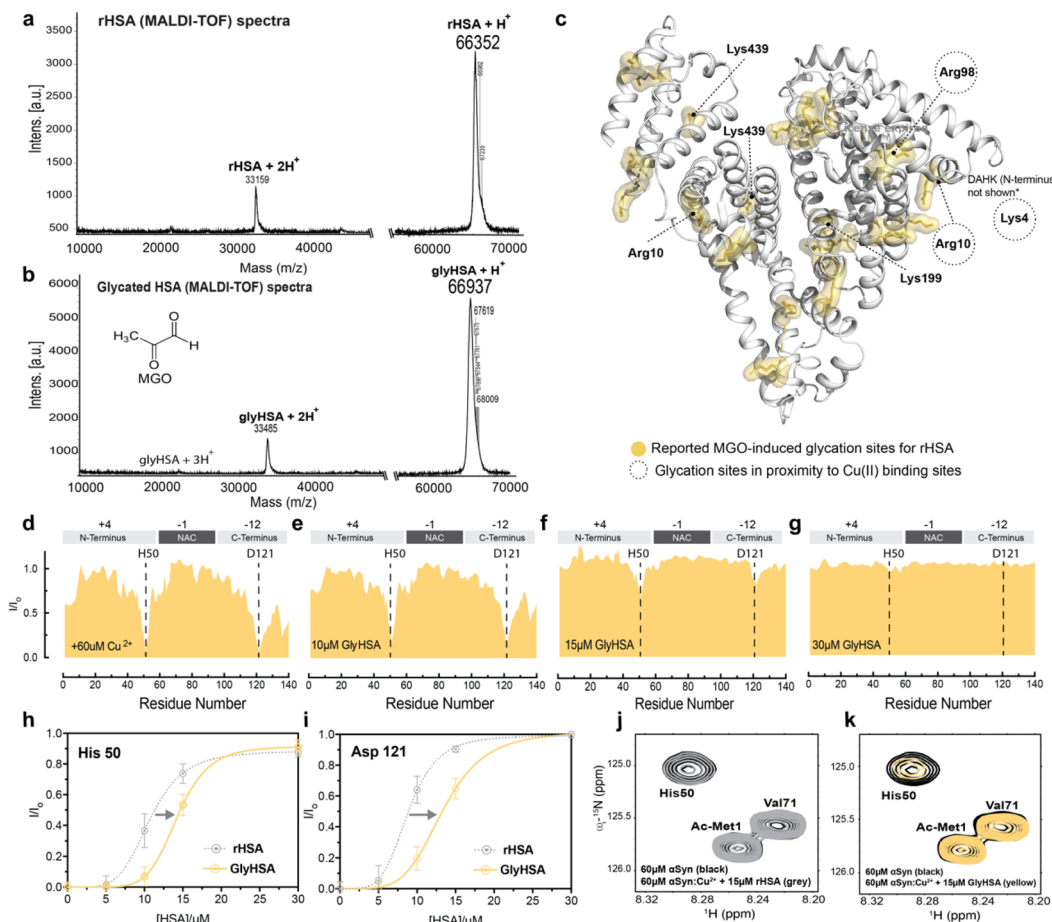 a
rHSA (MALDI-TOF) spectra
rHSA + H+
66352
67235
rHSA + 2H+
33159
Intens. [a.u.]
3500
3000
2500
2000
1500
1000
500
10000 20000 30000 40000 60000 70000
Mass (m/z)
b
Glycated HSA (MALDI-TOF) spectra
glyHSA + H+
66937
67619
68009
H3C O H
O
MGO
glyHSA + 2H+
33485
glyHSA + 3H+
Intens. [a.u.]
6000
5000
4000
3000
2000
1000
0
10000 20000 30000 40000 60000 70000
Mass (m/z)
c
Lys439
Arg98
Lys439
DAHK (N-terminus
not shown*
Lys4
Arg10
Arg10
Lys199
Reported MGO-induced glycation sites for rHSA
Glycation sites in proximity to Cu(II) binding sites
d
+4 -1 -12
N-Terminus NAC C-Terminus
H50 D121
I/Io
1.0
0.5
0.0
+60uM Cu2+
0 20 40 60 80 100 120 140
Residue Number
e
+4 -1 -12
N-Terminus NAC C-Terminus
H50 D121
10μM GlyHSA
0 20 40 60 80 100 120 140
Residue Number
f
+4 -1 -12
N-Terminus NAC C-Terminus
H50 D121
15μM GlyHSA
0 20 40 60 80 100 120 140
Residue Number
g
+4 -1 -12
N-Terminus NAC C-Terminus
H50 D121
30μM GlyHSA
0 20 40 60 80 100 120 140
Residue Number
h
His 50
I/Io
1.0
0.8
0.6
0.4
0.2
0.0
rHSA
GlyHSA
0 10 20 30
[HSA]/uM
i
Asp 121
I/Io
1.0
0.8
0.6
0.4
0.2
0.0
rHSA
GlyHSA
0 10 20 30
[HSA]/μM
j
His50
Val71
Ac-Met1
60μM αSyn (black)
60μM αSyn:Cu2+ + 15μM rHSA (grey)
ω1-15N (ppm)
125.0
125.5
126.0
8.32 8.28 8.24 8.20
1H (ppm)
k
His50
Val71
Ac-Met1
60μM αSyn (black)
60μM αSyn:Cu2+ + 15μM GlyHSA (yellow)
125.0
125.5
126.0
8.32 8.28 8.24 8.20
1H (ppm)